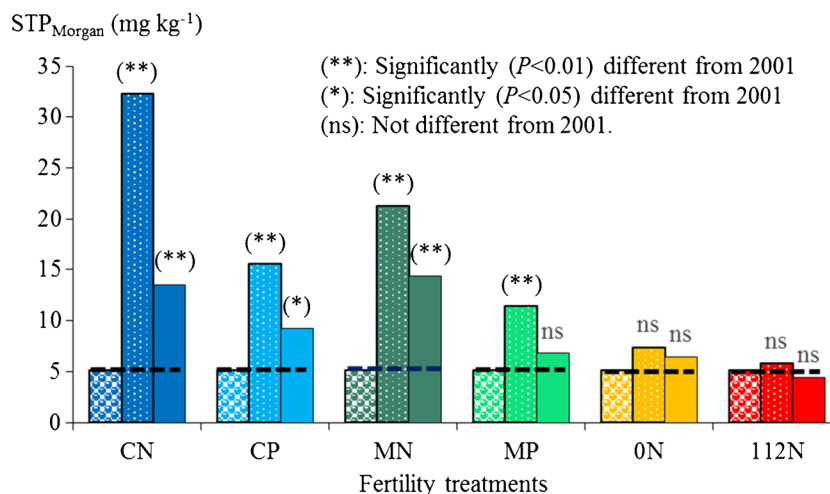 STPMorgan (mg kg-1)
(**): Significantly (P<0.01) different from 2001
(*): Significantly (P<0.05) different from 2001
(ns): Not different from 2001.
35
30
25
20
15
10
5
0
(**)
(**)
(**)
(*)
(**)
(**)
(**)
ns
ns
ns
ns
ns
CN CP MN MP 0N 112N
Fertility treatments